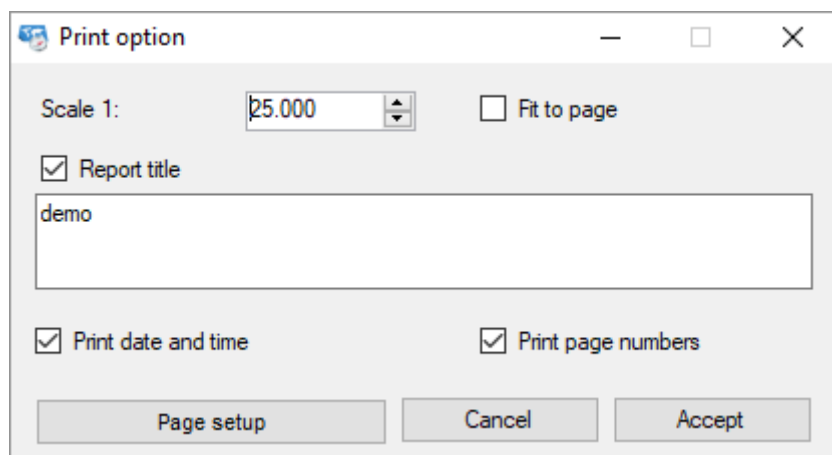 Print option
Scale 1: 25.000 Fit to page
Report title
demo
Print date and time Print page numbers
Page setup Cancel Accept